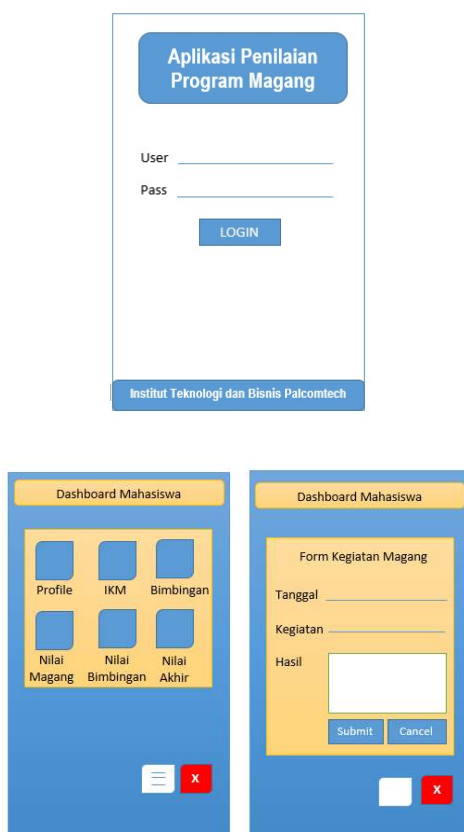 Aplikasi Penilaian
Program Magang
User
Pass
LOGIN
Institut Teknologi dan Bisnis Palcomtech
Dashboard Mahasiswa
Profile IKM Bimbingan
Nilai Nilai Nilai
Magang Bimbingan Akhir
X
Dashboard Mahasiswa
Form Kegiatan Magang
Tanggal
Kegiatan
Hasil
Submit Cancel
X